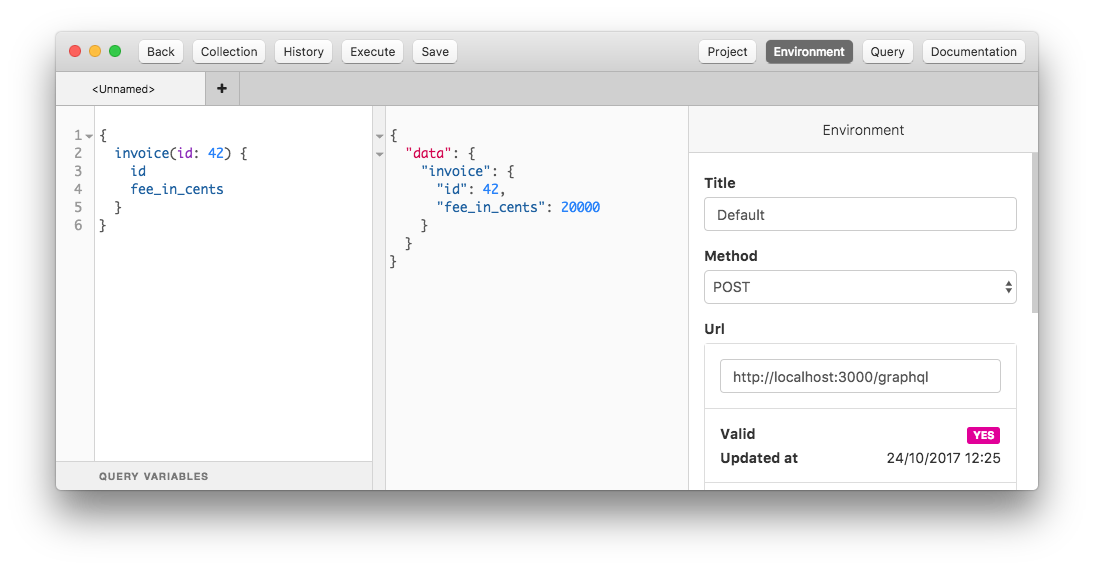 Back Collection History Execute Save Project Environment Query Documentation
<Unnamed> +
1 {
2 invoice(id: 42) {
3 id
4 fee_in_cents
5 }
6 }
QUERY VARIABLES
{
"data": {
"invoice": {
"id": 42,
"fee_in_cents": 20000
}
}
}
Environment
Title
Default
Method
POST
Url
http://localhost:3000/graphql
Valid YES
Updated at 24/10/2017 12:25